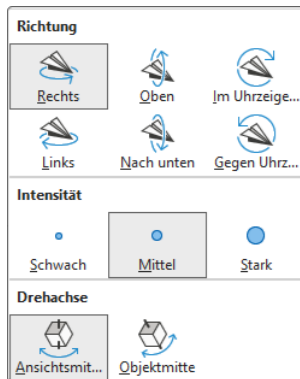 Richtung
Rechts Oben Im Uhrzeige...
Links Nach unten Gegen Uhrz...
Intensität
Schwach Mittel Stark
Drehachse
Ansichtsmit... Objektmitte